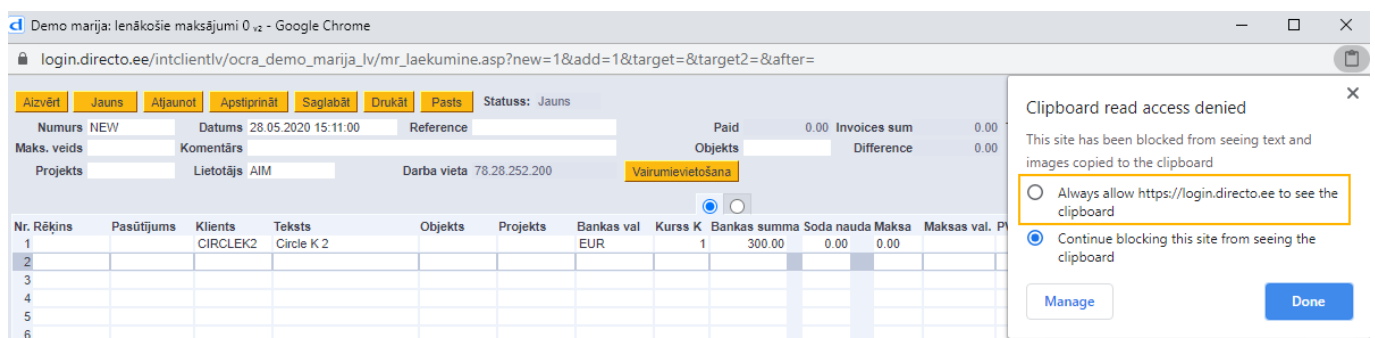 Demo marija: Ienākošie maksājumi 0 v2 - Google Chrome
login.directo.ee/intclientlv/ocra_demo_marija_lv/mr_laekumine.asp?new=1&add=1&target=&target2=&after=
Aizvērt Jauns Atjaunot Apstiprināt Saglabāt Drukāt Pasts Statuss: Jauns
Numurs NEW Datums 28.05.2020 15:11:00 Reference Paid 0.00 Invoices sum 0.00
Maks. veids Komentārs Objekts Difference 0.00
Projekts Lietotājs AIM Darba vieta 78.28.252.200 Vairumievietošana
Nr. Rēķins Pasūtījums Klients Teksts Objekts Projekts Bankas val Kurss K Bankas summa Soda nauda Maksa Maksas val. PV
1 CIRCLEK2 Circle K 2 EUR 1 300.00 0.00 0.00
2
3
4
5
6
Clipboard read access denied
This site has been blocked from seeing text and
images copied to the clipboard
Always allow https://login.directo.ee to see the
clipboard
Continue blocking this site from seeing the
clipboard
Manage Done